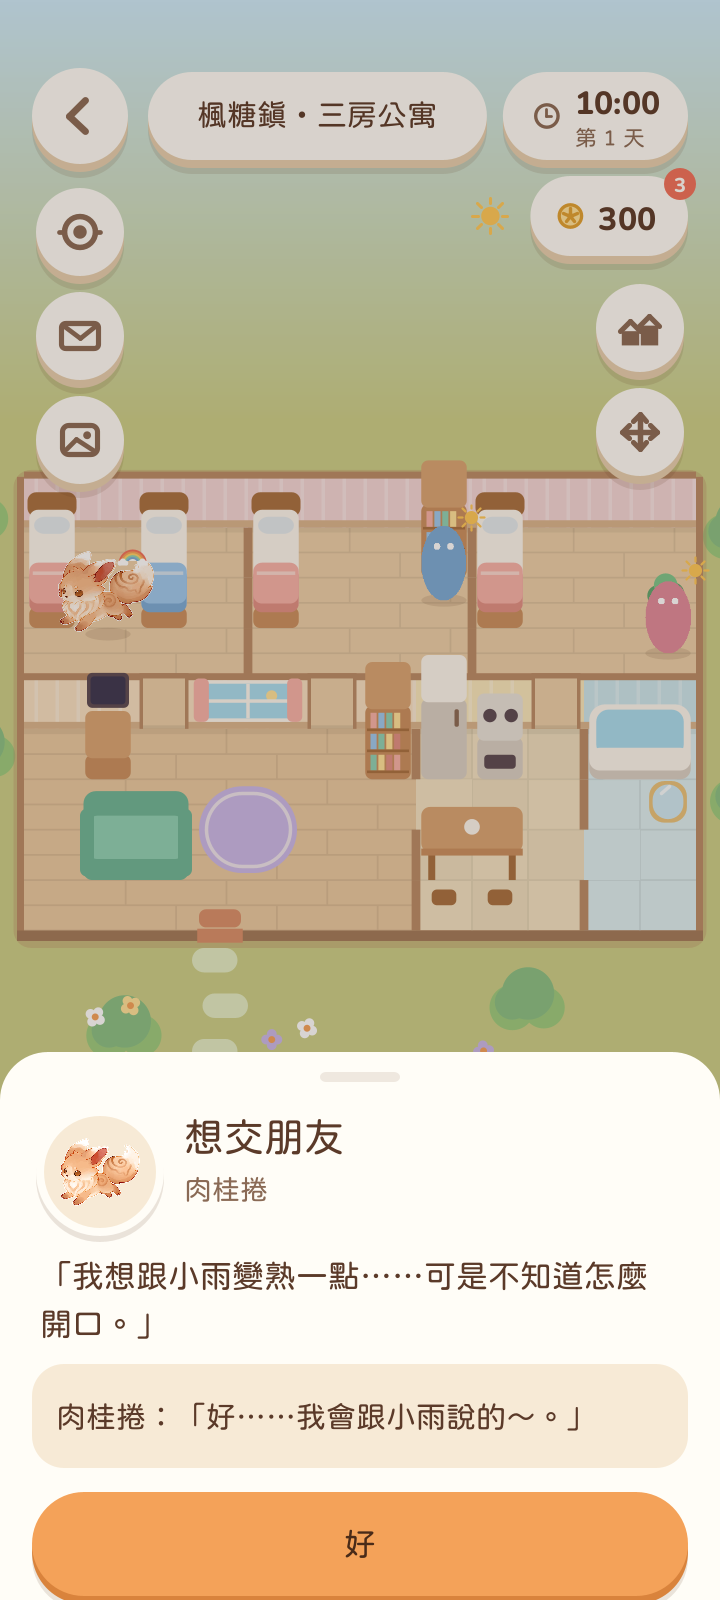 楓糖鎮・三房公寓
10:00
第 1 天
3
300
想交朋友
肉桂捲
「我想跟小雨變熟一點⋯⋯可是不知道怎麼
開口。」
肉桂捲：「好⋯⋯我會跟小雨說的～。」
好